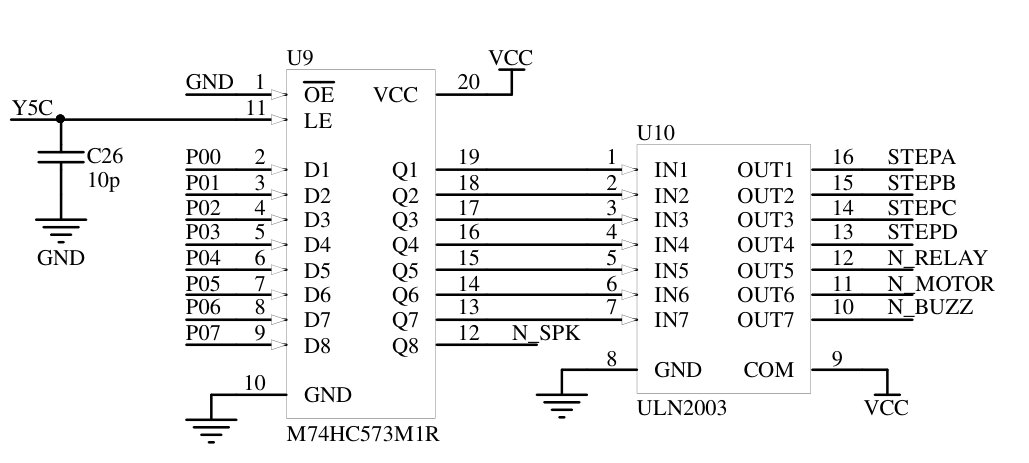 U9
VCC
GND 1 OE VCC 20
Y5C 11 LE
U10
C26
10p
GND
P00 2 D1 Q1 19 1 IN1 OUT1 16 STEPA
P01 3 D2 Q2 18 2 IN2 OUT2 15 STEPB
P02 4 D3 Q3 17 3 IN3 OUT3 14 STEPC
P03 5 D4 Q4 16 4 IN4 OUT4 13 STEPD
P04 6 D5 Q5 15 5 IN5 OUT5 12 N_RELAY
P05 7 D6 Q6 14 6 IN6 OUT6 11 N_MOTOR
P06 8 D7 Q7 13 7 IN7 OUT7 10 N_BUZZ
P07 9 D8 Q8 12 N_SPK
8 GND COM 9
10 GND
VCC
ULN2003
M74HC573M1R